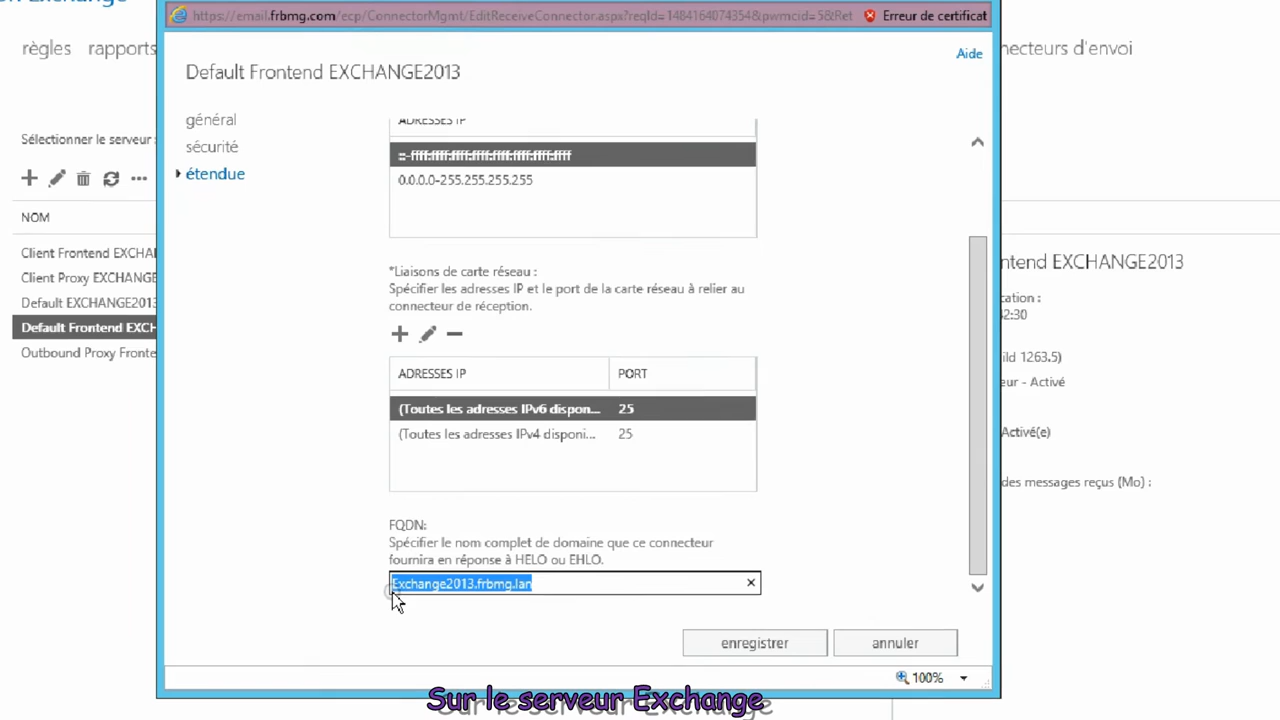 https://email.frbmg.com/ecp/ConnectorMgmt/EditReceiveConnector.aspx?reqId=1484164074354&pwmcid=5&Ret
Erreur de certificat
règles rapports
necteurs d'envoi
Aide
Default Frontend EXCHANGE2013
général
sécurité
étendue
Sélectionner le serveur :
NOM
Client Frontend EXCHA
Client Proxy EXCHANGE
Default EXCHANGE2013
Default Frontend EXCH
Outbound Proxy Fronte
ADRESSES IP
::-ffff:ffff:ffff:ffff:ffff:ffff:ffff:ffff
0.0.0.0-255.255.255.255
*Liaisons de carte réseau :
Spécifier les adresses IP et le port de la carte réseau à relier au
connecteur de réception.
ADRESSES IP PORT
(Toutes les adresses IPv6 dispon... 25
(Toutes les adresses IPv4 disponi... 25
FQDN:
Spécifier le nom complet de domaine que ce connecteur
fournira en réponse à HELO ou EHLO.
Exchange2013.frbmg.lan
enregistrer
annuler
100%
ntend EXCHANGE2013
cation :
2:30
ild 1263.5)
eur - Activé
Activé(e)
des messages reçus (Mo) :
Sur le serveur Exchange